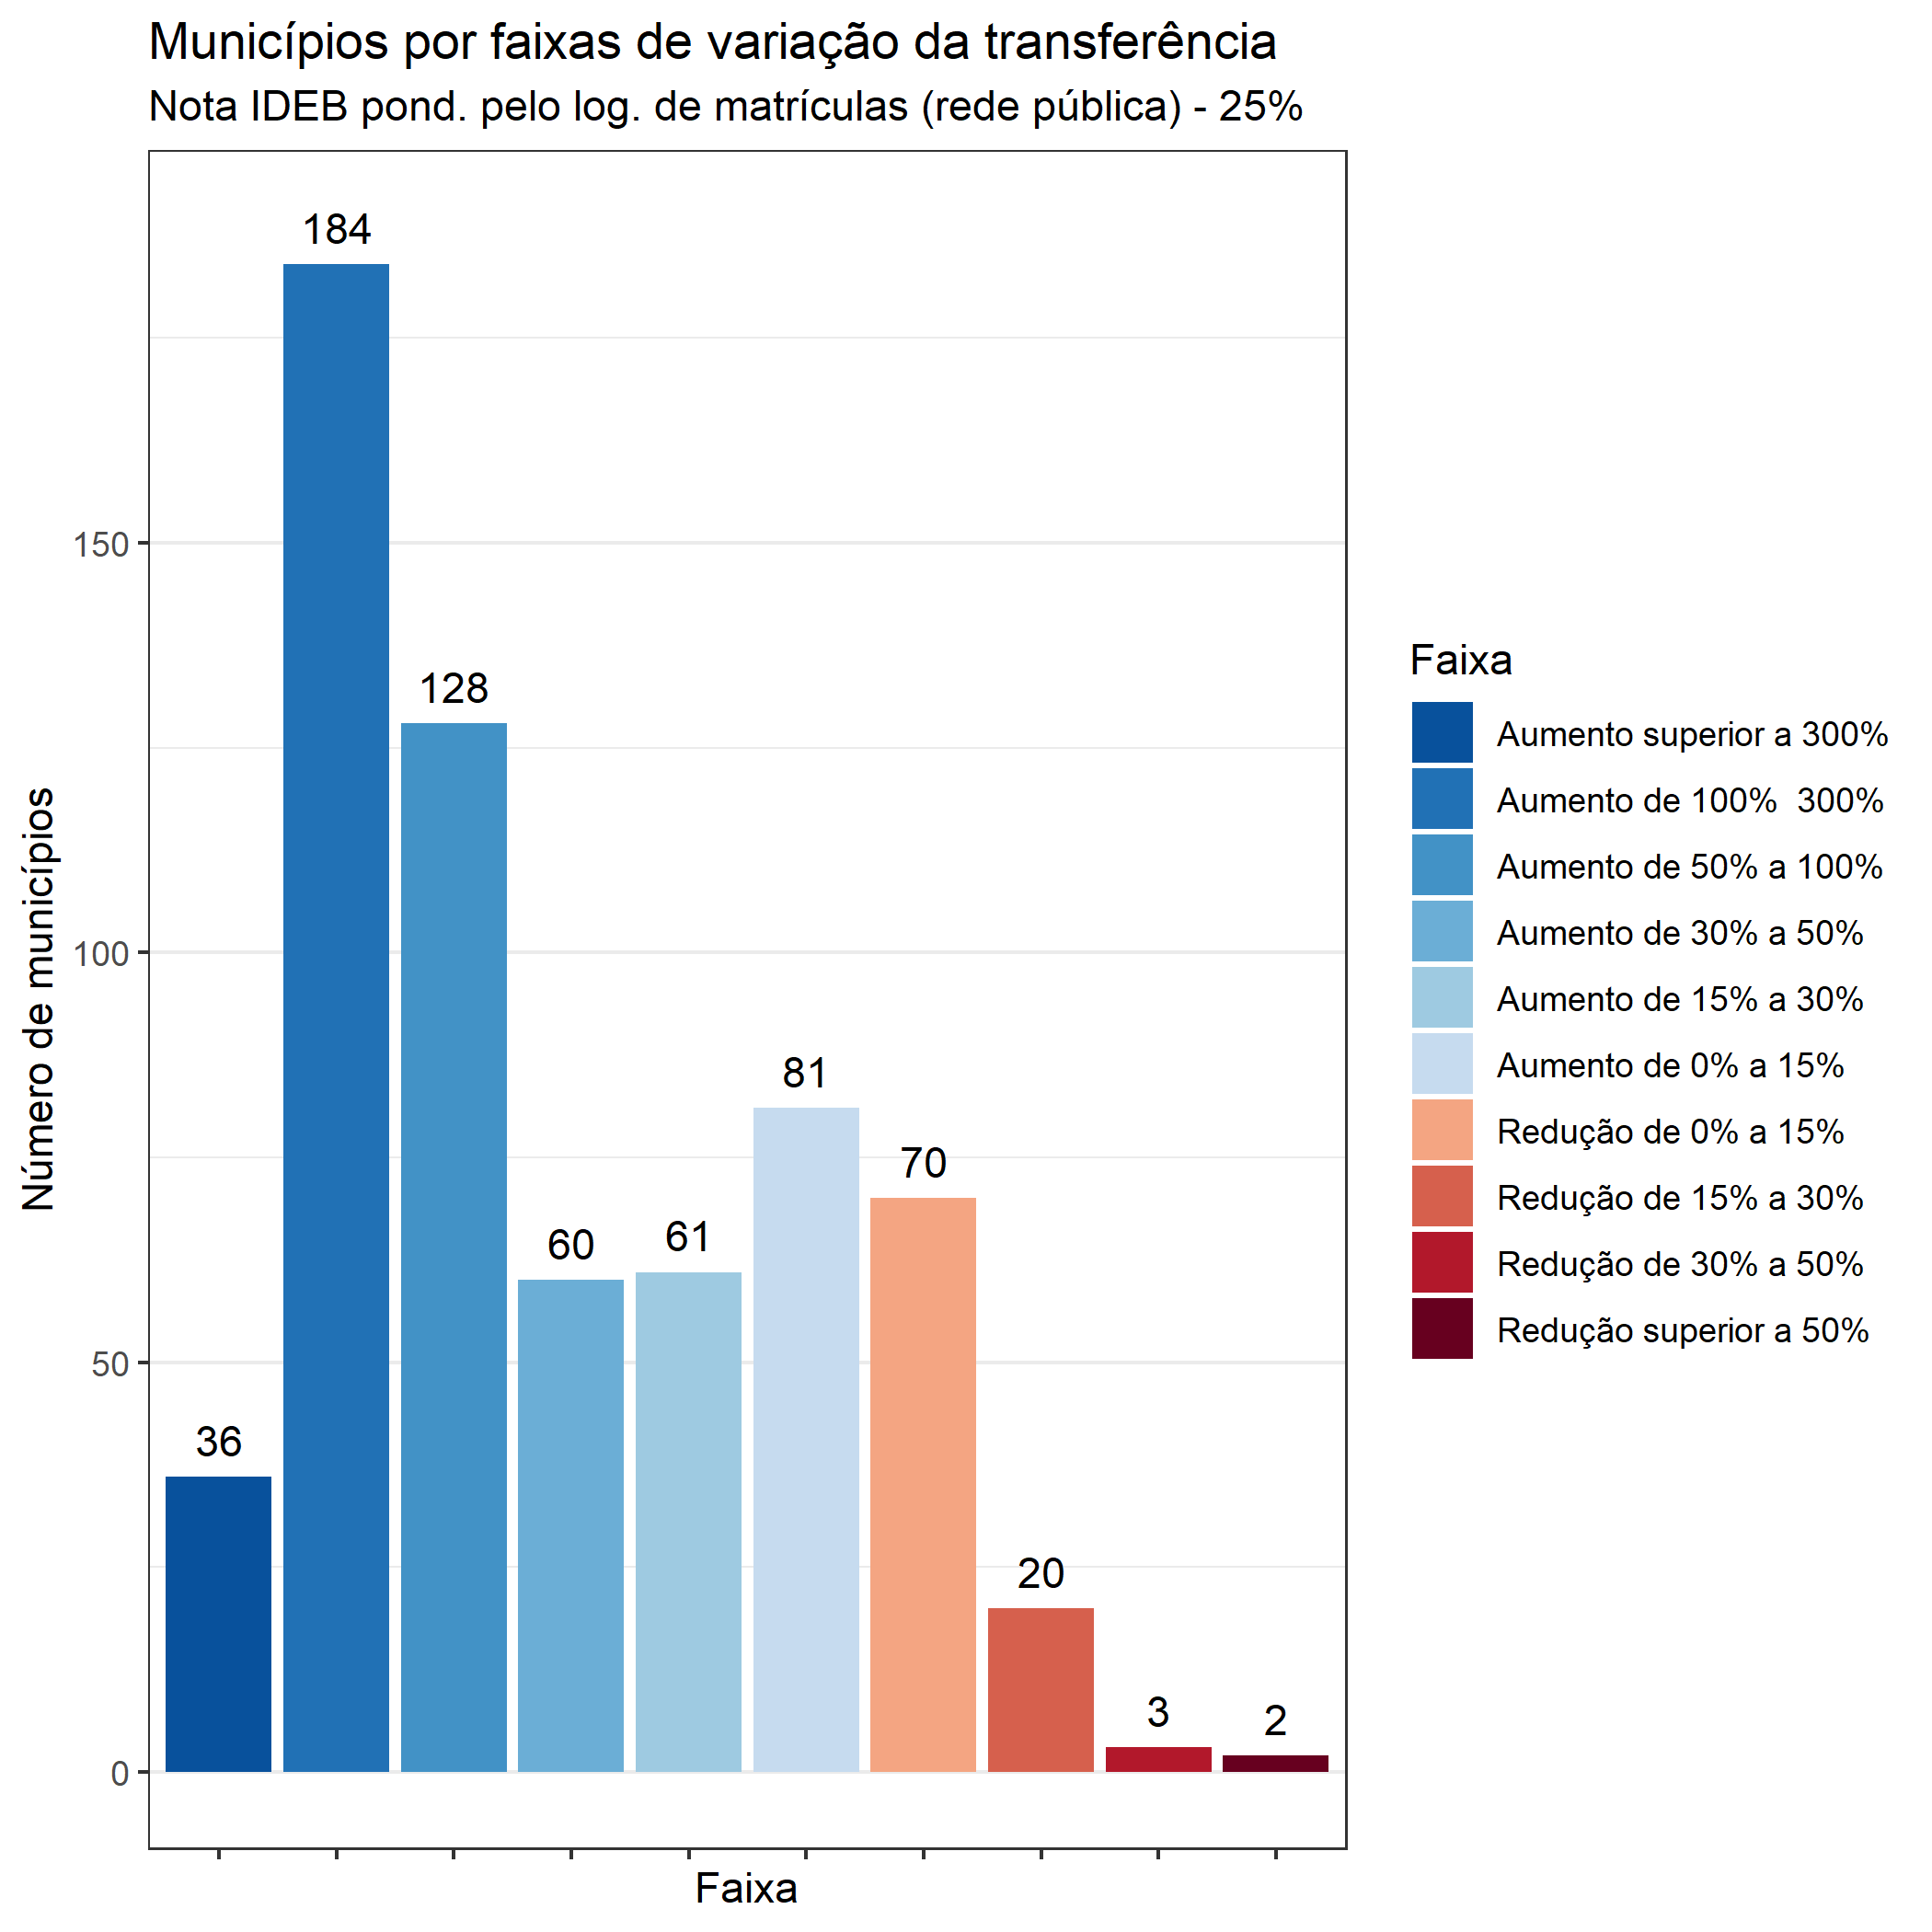 Municípios por faixas de variação da transferência
Nota IDEB pond. pelo log. de matrículas (rede pública) - 25%
Número de municípios
150
100
50
0
36
184
128
60
61
81
70
20
3
2
Faixa
Faixa
Aumento superior a 300%
Aumento de 100%  300%
Aumento de 50% a 100%
Aumento de 30% a 50%
Aumento de 15% a 30%
Aumento de 0% a 15%
Redução de 0% a 15%
Redução de 15% a 30%
Redução de 30% a 50%
Redução superior a 50%